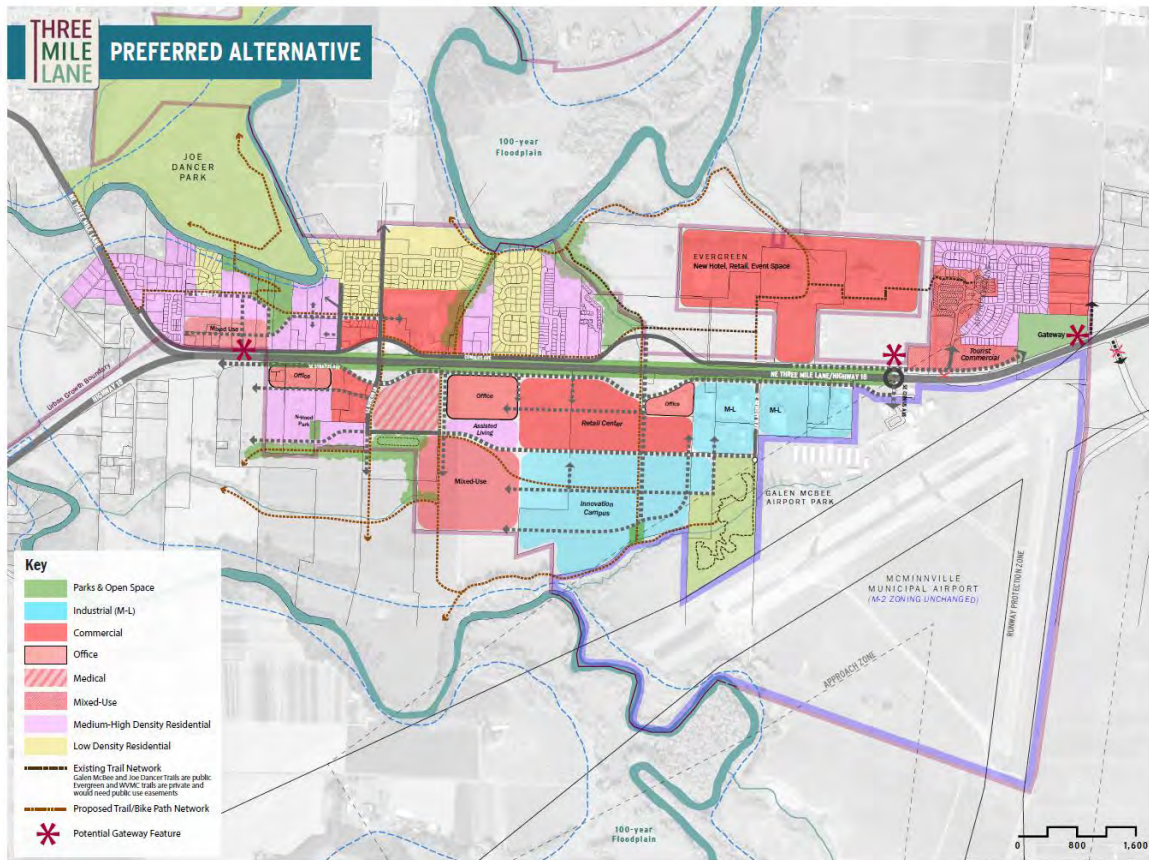 THREE
MILE
LANE
PREFERRED ALTERNATIVE
JOE
DANCER
PARK
100-year
Floodplain
EVERGREEN
New Hotel, Retail, Event Space
Mixed Use
Gateway
Tourist
Commercial
NE THREE MILE LANE/HIGHWAY 18
Urban Growth Boundary
HIGHWAY 18
Office
Office
Office
M-L
M-L
Assisted
Living
Retail Center
Mixed-Use
Innovation
Campus
GALEN MCBEE
AIRPORT PARK
MCMINNVILLE
MUNICIPAL AIRPORT
(M-2 ZONING UNCHANGED)
RUNWAY PROTECTION ZONE
APPROACH ZONE
100-year
Floodplain
Key
Parks & Open Space
Industrial (M-L)
Commercial
Office
Medical
Mixed-Use
Medium-High Density Residential
Low Density Residential
Existing Trail Network
Galen McBee and Joe Dancer Trails are public
Evergreen and WVMC trails are private and
would need public use easements
Proposed Trail/Bike Path Network
Potential Gateway Feature
0 800 1,600